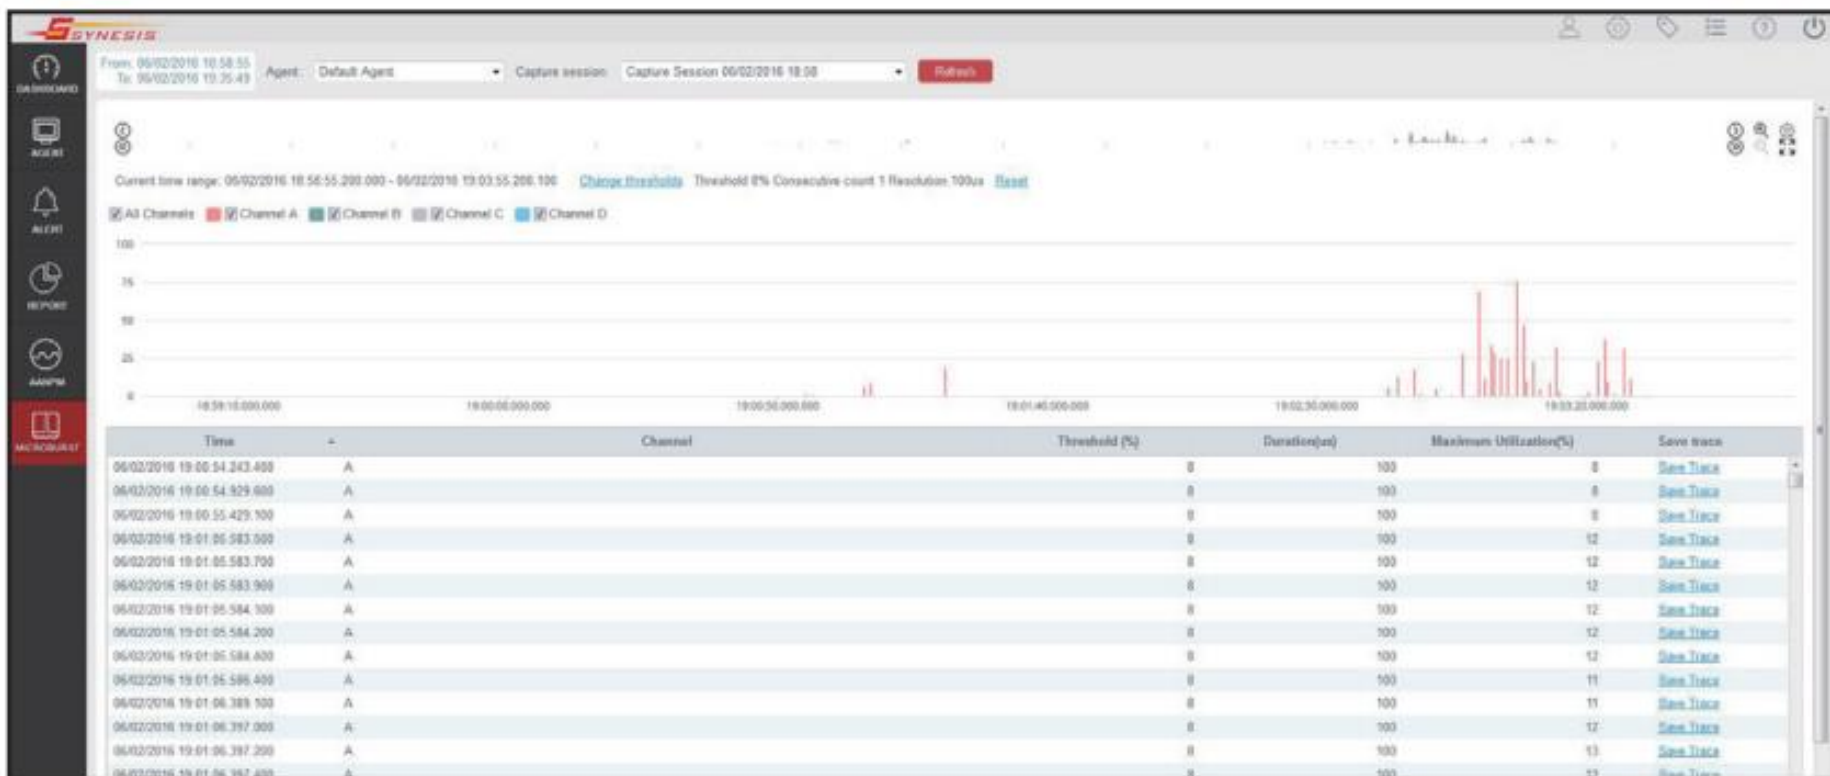 SYNESIS
From: 06/02/2016 18:58:55
To: 06/02/2016 19:35:49
Agent: Default Agent Capture session: Capture Session 06/02/2016 18:58 Refresh
DASHBOARD
AGENT
ALERT
REPORT
AANPM
MICROBURST
Current time range: 06/02/2016 18:58:55.200.000 - 06/02/2016 19:03:55.200.100 Change thresholds Threshold 8% Consecutive count 1 Resolution 100us Reset
All Channels Channel A Channel B Channel C Channel D
100
75
50
25
0
18:59:10.000.000 19:00:00.000.000 19:00:50.000.000 19:01:40.000.000 19:02:30.000.000 19:03:20.000.000
Time Channel Threshold (%) Duration(us) Maximum Utilization(%) Save trace
06/02/2016 19:00:54.243.400 A 8 100 8 Save Trace
06/02/2016 19:00:54.929.600 A 8 100 8 Save Trace
06/02/2016 19:00:55.429.100 A 8 100 8 Save Trace
06/02/2016 19:01:05.583.500 A 8 100 12 Save Trace
06/02/2016 19:01:05.583.700 A 8 100 12 Save Trace
06/02/2016 19:01:05.583.900 A 8 100 12 Save Trace
06/02/2016 19:01:05.584.100 A 8 100 12 Save Trace
06/02/2016 19:01:05.584.200 A 8 100 12 Save Trace
06/02/2016 19:01:05.584.400 A 8 100 12 Save Trace
06/02/2016 19:01:05.586.400 A 8 100 11 Save Trace
06/02/2016 19:01:06.389.100 A 8 100 11 Save Trace
06/02/2016 19:01:06.397.000 A 8 100 12 Save Trace
06/02/2016 19:01:06.397.200 A 8 100 13 Save Trace
06/02/2016 19:01:06.397.400 A 8 100 Save Trace